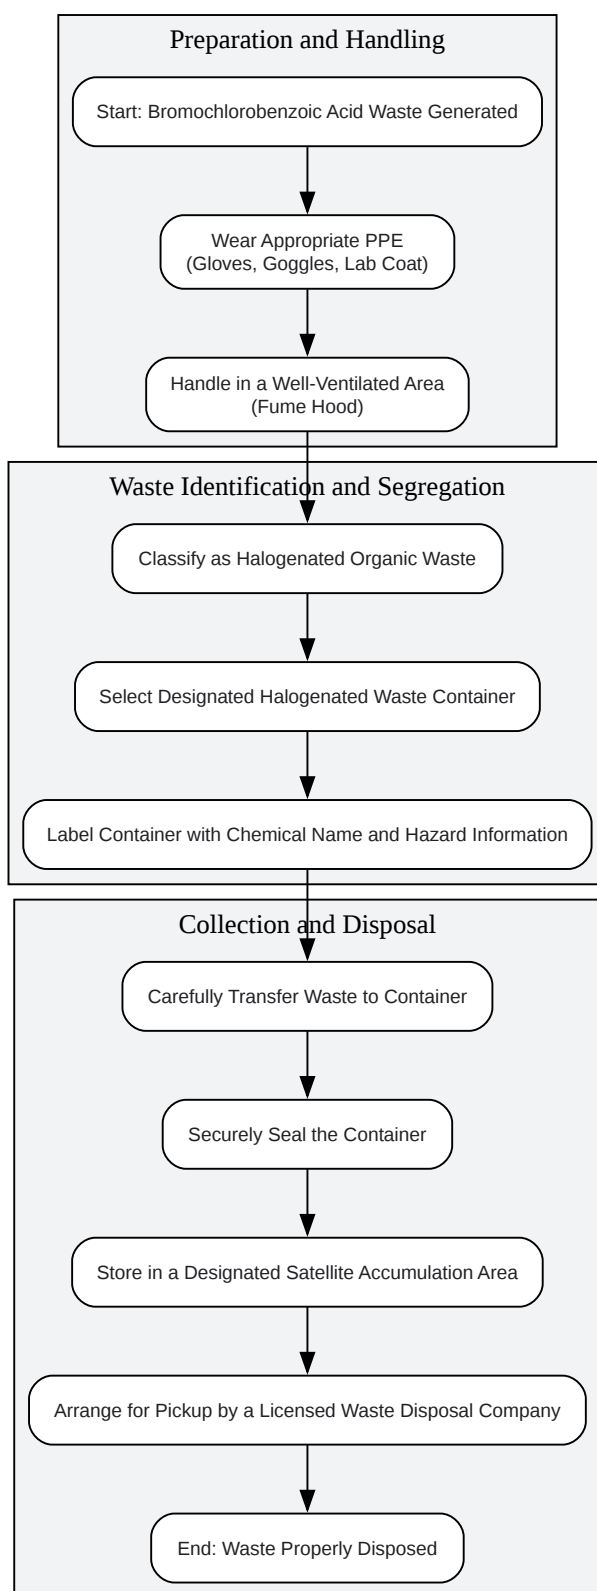 Preparation and Handling
Start: Bromochlorobenzoic Acid Waste Generated
Wear Appropriate PPE
(Gloves, Goggles, Lab Coat)
Handle in a Well-Ventilated Area
(Fume Hood)
Waste Identification and Segregation
Classify as Halogenated Organic Waste
Select Designated Halogenated Waste Container
Label Container with Chemical Name and Hazard Information
Collection and Disposal
Carefully Transfer Waste to Container
Securely Seal the Container
Store in a Designated Satellite Accumulation Area
Arrange for Pickup by a Licensed Waste Disposal Company
End: Waste Properly Disposed